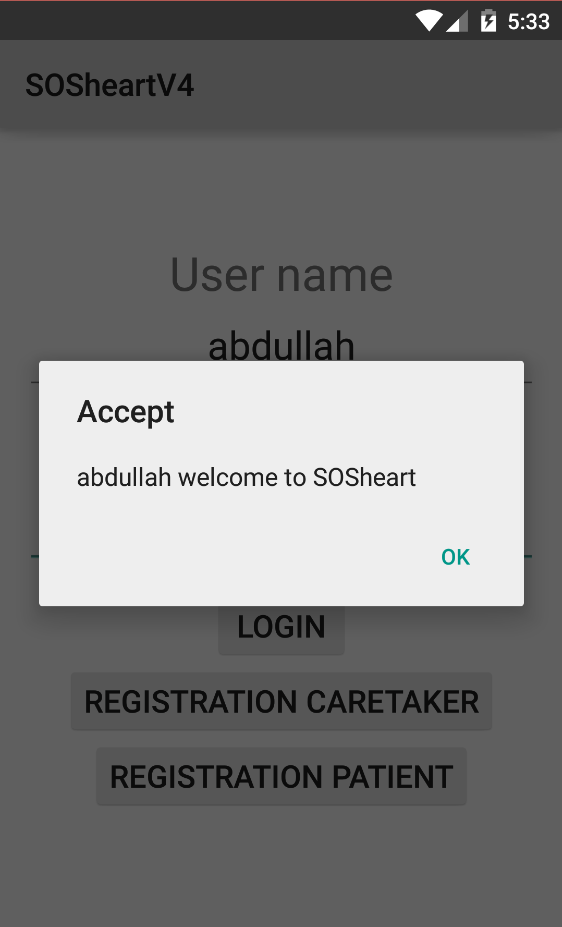 5:33
SOSheartV4
User name
abdullah
Accept
abdullah welcome to SOSheart
OK
LOGIN
REGISTRATION CARETAKER
REGISTRATION PATIENT